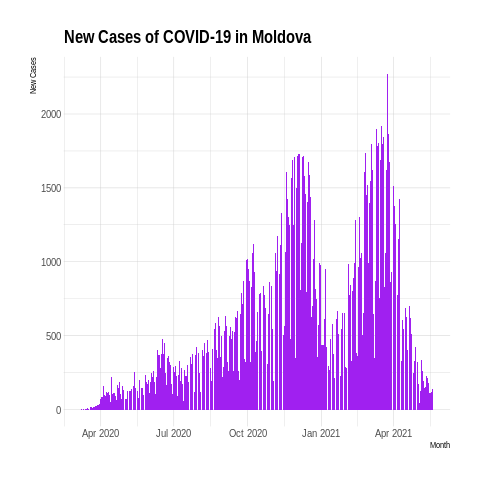 New Cases of COVID-19 in Moldova
New Cases
2000
1500
1000
500
0
Apr 2020 Jul 2020 Oct 2020 Jan 2021 Apr 2021
Month